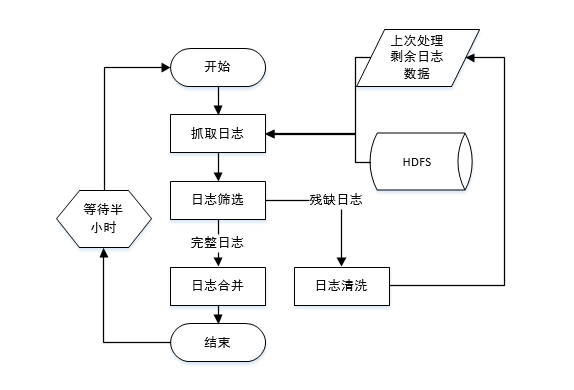 上次处理
剩余日志
数据
开始
抓取日志
HDFS
日志筛选
残缺日志
等待半
小时
完整日志
日志合并
日志清洗
结束